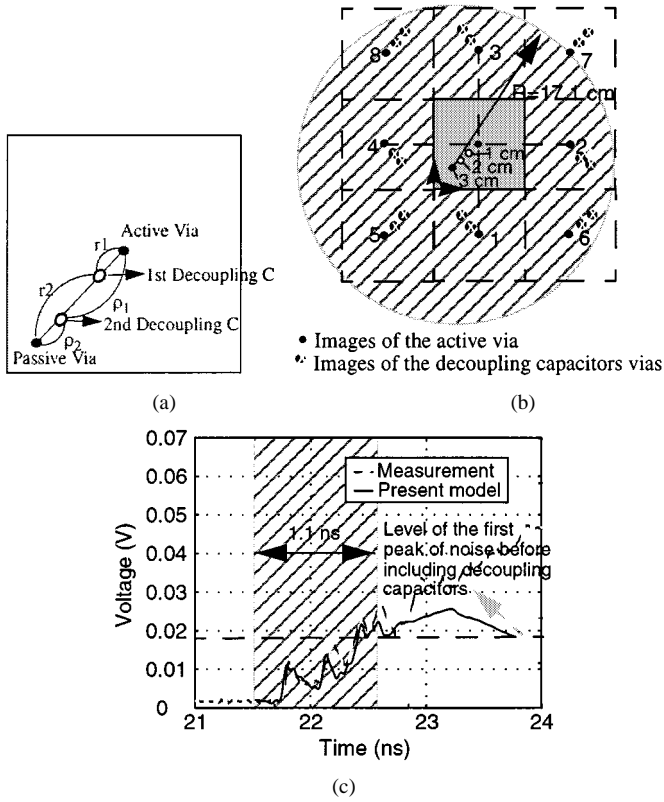 Active Via
r1
1st Decoupling C
r2
ρ1
2nd Decoupling C
Passive Via
ρ2
(a)
8
3
7
R=17.1 cm
4
2
1 cm
2 cm
3 cm
5
1
6
• Images of the active via
Images of the decoupling capacitors vias
(b)
0.07
0.06
0.05
0.04
0.03
0.02
0.01
0
Voltage (V)
Measurement
Present model
1.1 ns
Level of the first
peak of noise before
including decoupling
capacitors
21
22
23
24
Time (ns)
(c)